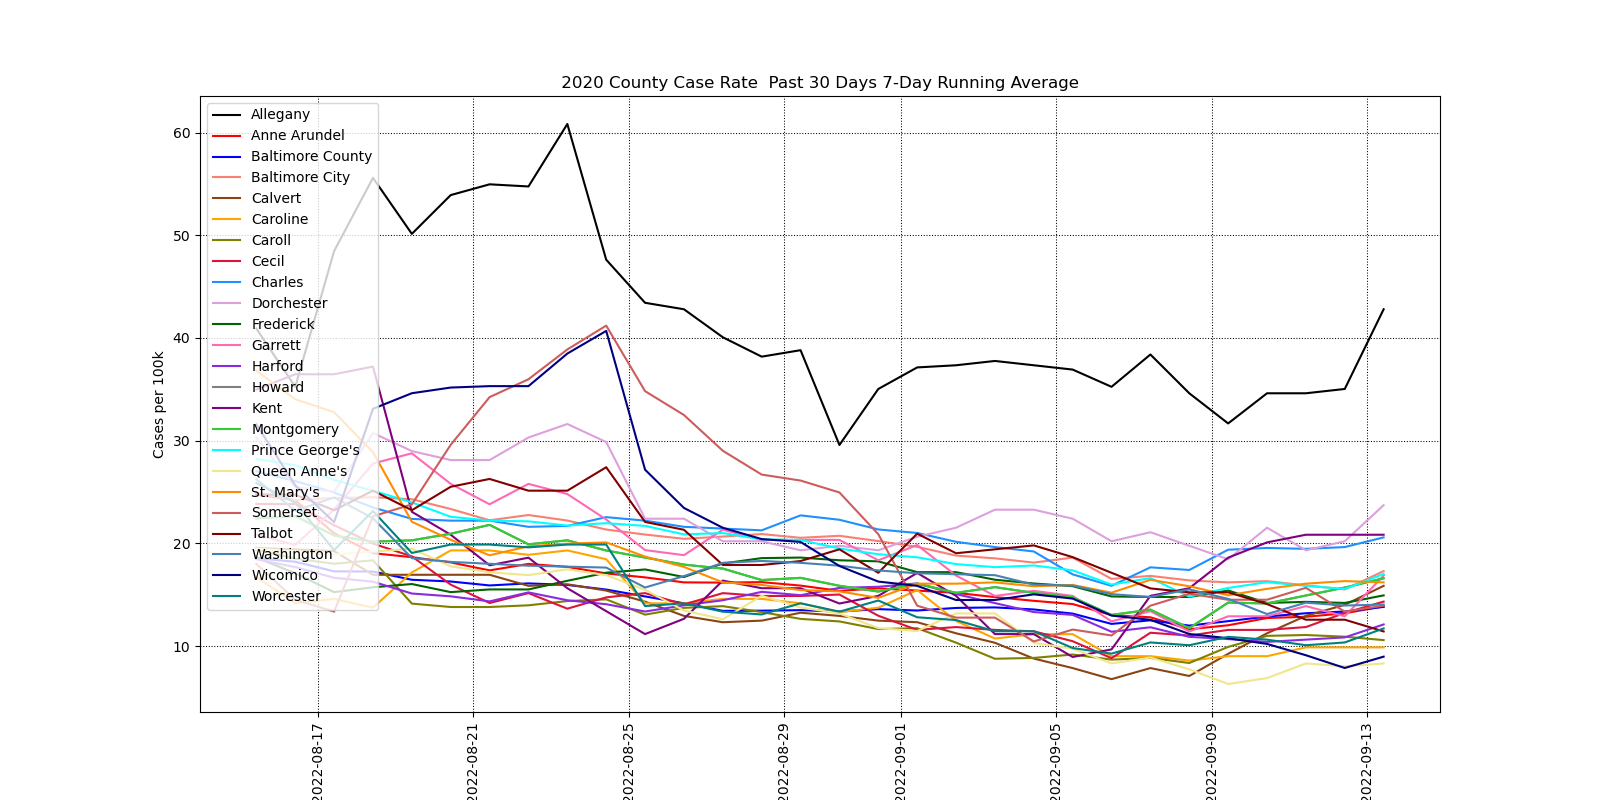 2020 County Case Rate  Past 30 Days 7-Day Running Average
Cases per 100k
60
50
40
30
20
10
Allegany
Anne Arundel
Baltimore County
Baltimore City
Calvert
Caroline
Caroll
Cecil
Charles
Dorchester
Frederick
Garrett
Harford
Howard
Kent
Montgomery
Prince George's
Queen Anne's
St. Mary's
Somerset
Talbot
Washington
Wicomico
Worcester
2022-08-17
2022-08-21
2022-08-25
2022-08-29
2022-09-01
2022-09-05
2022-09-09
2022-09-13